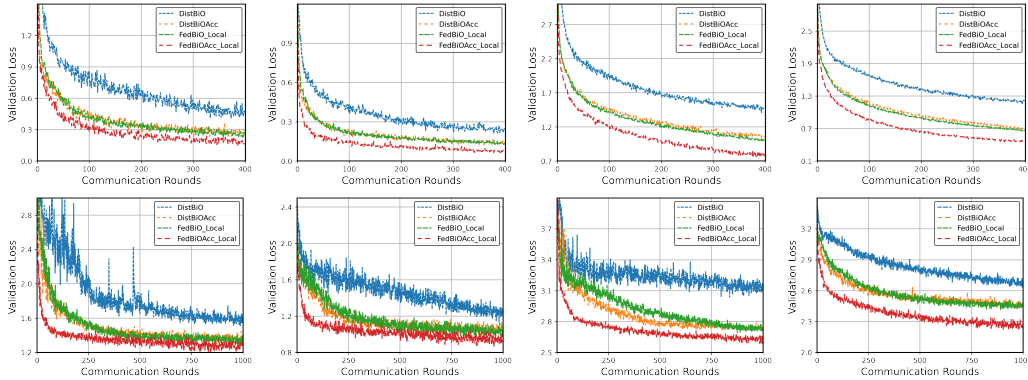 Validation Loss
1.2
0.9
0.6
0.3
0.0
0
100
200
300
400
Communication Rounds
DistBiO
DistBiOAcc
FedBiO_Local
FedBiOAcc_Local
Validation Loss
0.9
0.6
0.3
0.0
0
100
200
300
400
Communication Rounds
DistBiO
DistBiOAcc
FedBiO_Local
FedBiOAcc_Local
Validation Loss
2.7
2.2
1.7
1.2
0.7
0
100
200
300
400
Communication Rounds
DistBiO
DistBiOAcc
FedBiO_Local
FedBiOAcc_Local
Validation Loss
2.5
1.9
1.3
0.7
0.1
0
100
200
300
400
Communication Rounds
DistBiO
DistBiOAcc
FedBiO_Local
FedBiOAcc_Local
Validation Loss
2.8
2.4
2.0
1.6
1.2
0
250
500
750
1000
Communication Rounds
DistBiO
DistBiOAcc
FedBiO_Local
FedBiOAcc_Local
Validation Loss
2.4
2.0
1.6
1.2
0.8
0
250
500
750
1000
Communication Rounds
DistBiO
DistBiOAcc
FedBiO_Local
FedBiOAcc_Local
Validation Loss
3.7
3.4
3.1
2.8
2.5
0
250
500
750
1000
Communication Rounds
DistBiO
DistBiOAcc
FedBiO_Local
FedBiOAcc_Local
Validation Loss
3.2
2.8
2.4
2.0
0
250
500
750
1000
Communication Rounds
DistBiO
DistBiOAcc
FedBiO_Local
FedBiOAcc_Local